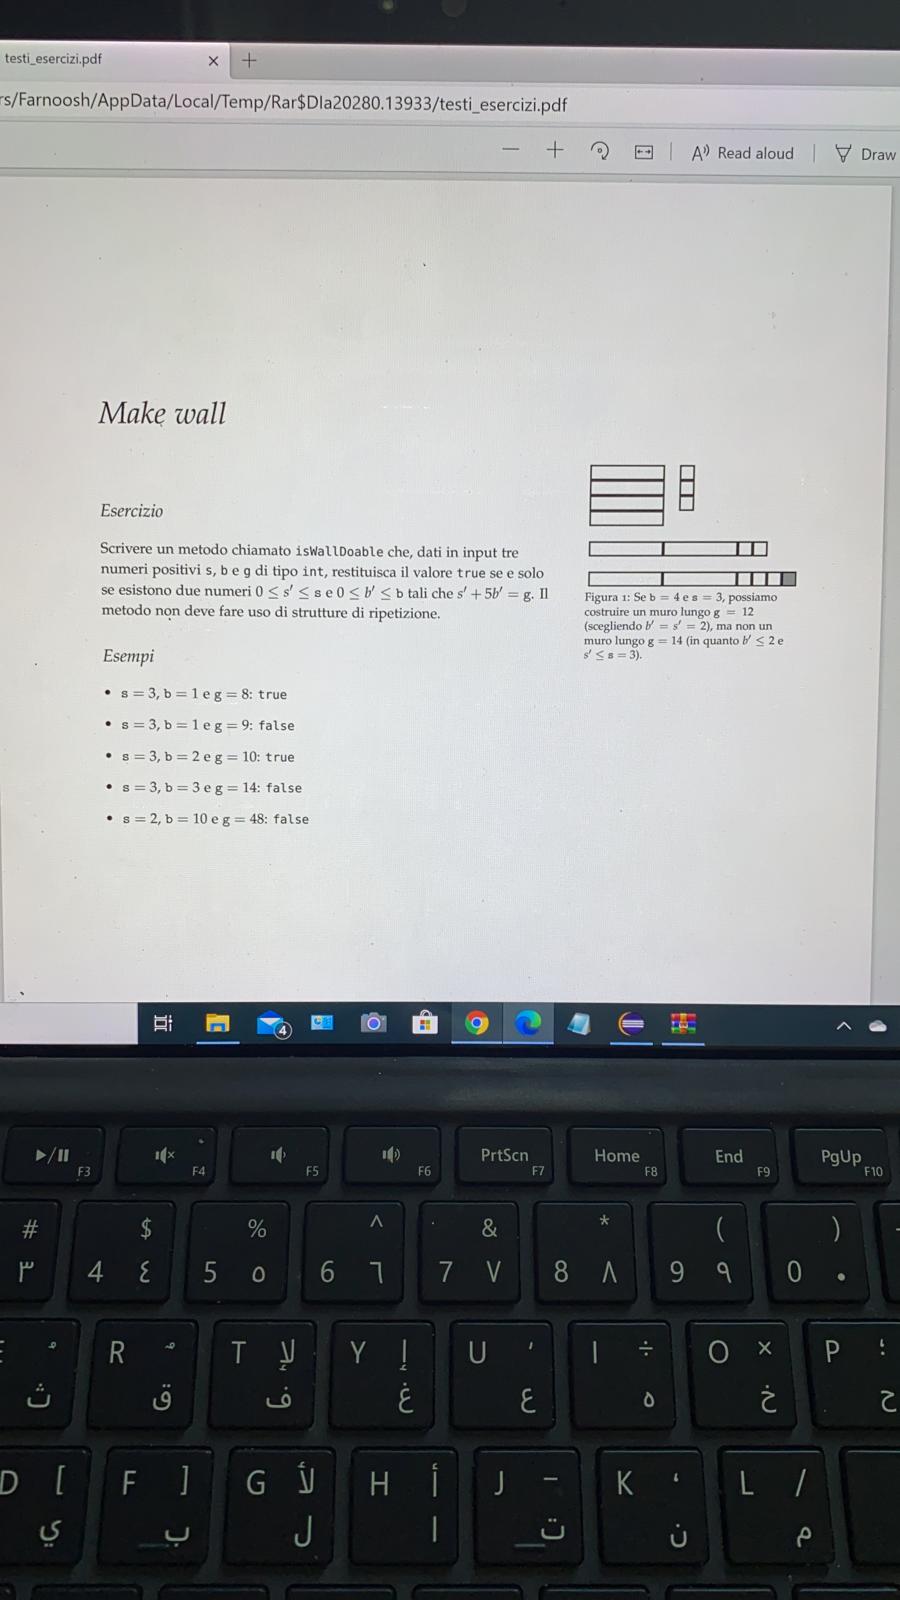 testi_esercizi.pdf
rs/Farnoosh/AppData/Local/Temp/Rar$DIa20280.13933/testi_esercizi.pdf
Read aloud
Draw
Make wall
Esercizio
Scrivere un metodo chiamato isWallDoable che, dati in input tre
numeri positivi s, b e g di tipo int, restituisca il valore true se e solo
se esistono due numeri 0 ≤ s′ ≤ s e 0 ≤ b′ ≤ b tali che s′ + 5b′ = g. Il
metodo non deve fare uso di strutture di ripetizione.
Figura 1: Se b = 4 e s = 3, possiamo
costruire un muro lungo g = 12
(scegliendo b′ = s′ = 2), ma non un
muro lungo g = 14 (in quanto b′ ≤ 2 e
s′ ≤ s = 3).
Esempi
• s = 3, b = 1 e g = 8: true
• s = 3, b = 1 e g = 9: false
• s = 3, b = 2 e g = 10: true
• s = 3, b = 3 e g = 14: false
• s = 2, b = 10 e g = 48: false
4
F3 F4 F5 F6 PrtScn F7 Home F8 End F9 PgUp F10
# $ % ^ & * ( )
٣ 4 ٤ 5 ٥ 6 ٦ 7 ٧ 8 ٨ 9 ٩ 0 ٠
R T لإ Y إ U ‘ I ÷ O × P ؛
ث ق ف غ ع ه خ ح
D [ F ] G لأ H أ J ـ K ، L /
ي ب ل ا ت ن م